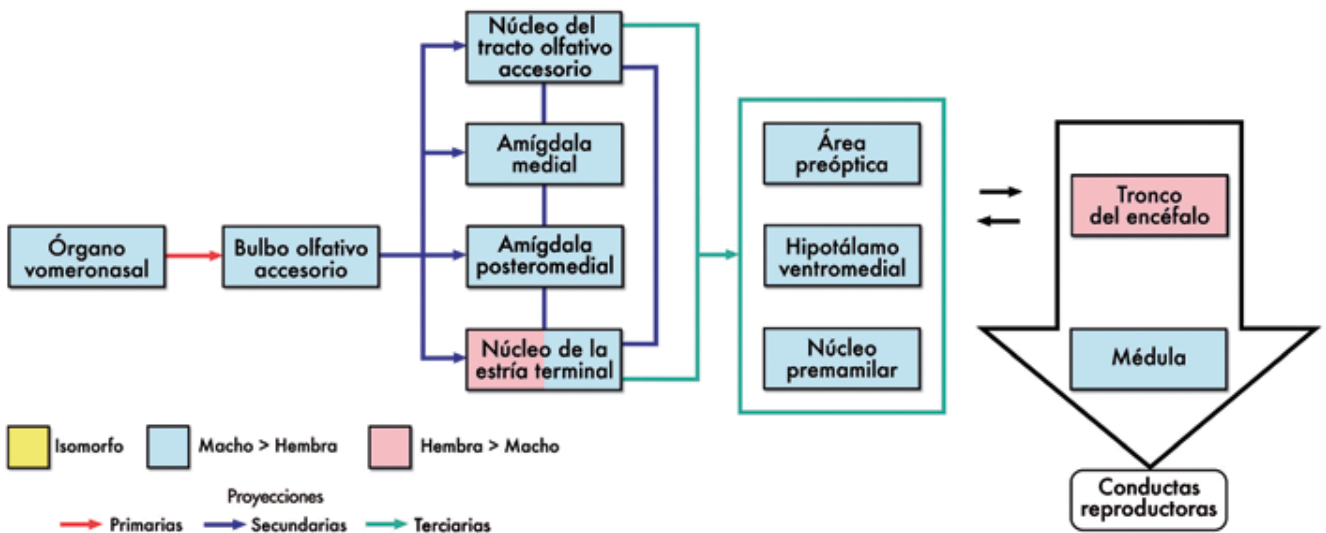 Núcleo del
tracto olfativo
accesorio
Amígdala
medial
Área
preóptica
Tronco
del encéfalo
Órgano
vomeronasal
Bulbo olfativo
accesorio
Amígdala
posteromedial
Hipotálamo
ventromedial
Núcleo de la
estría terminal
Núcleo
premamilar
Médula
Isomorfo
Macho > Hembra
Hembra > Macho
Conductas
reproductoras
Proyecciones
Primarias
Secundarias
Terciarias